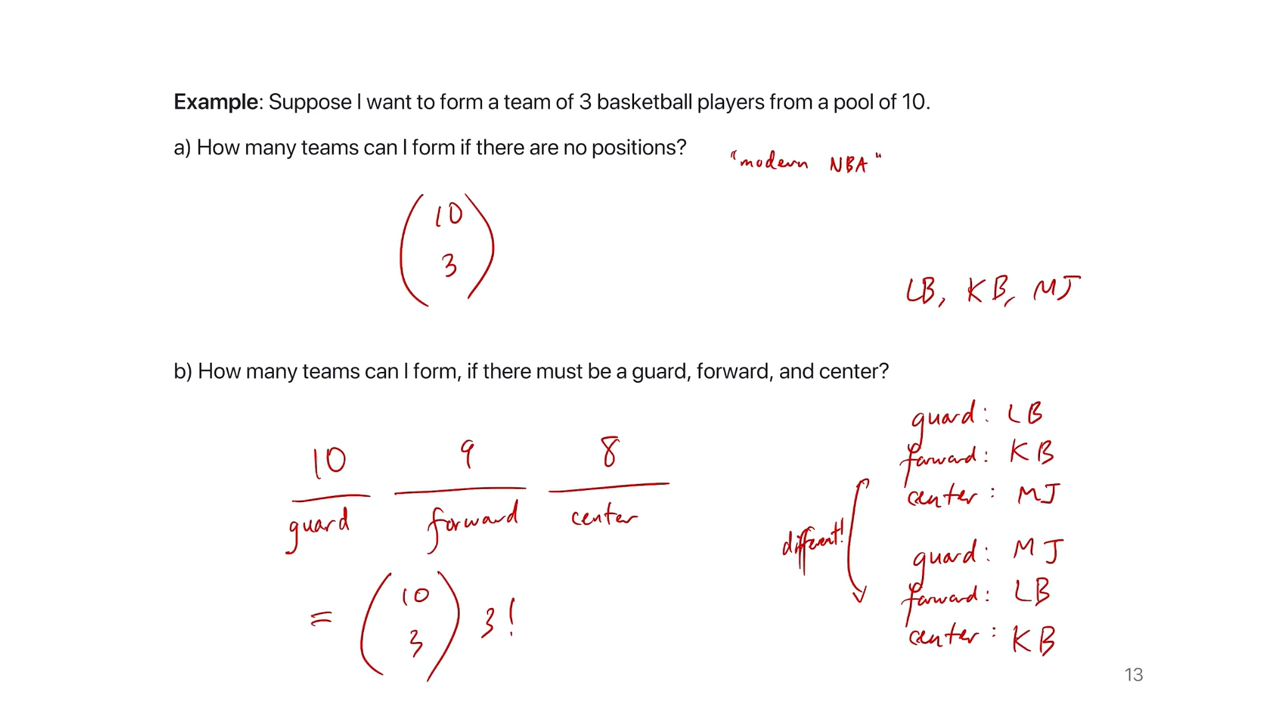 Example: Suppose I want to form a team of 3 basketball players from a pool of 10.
a) How many teams can I form if there are no positions?
"modern NBA"
(10
3)
LB, KB, MJ
b) How many teams can I form, if there must be a guard, forward, and center?
10 9 8
guard forward center
= (10
3) 3!
guard: LB
forward: KB
center: MJ
different!
guard: MJ
forward: LB
center: KB
13